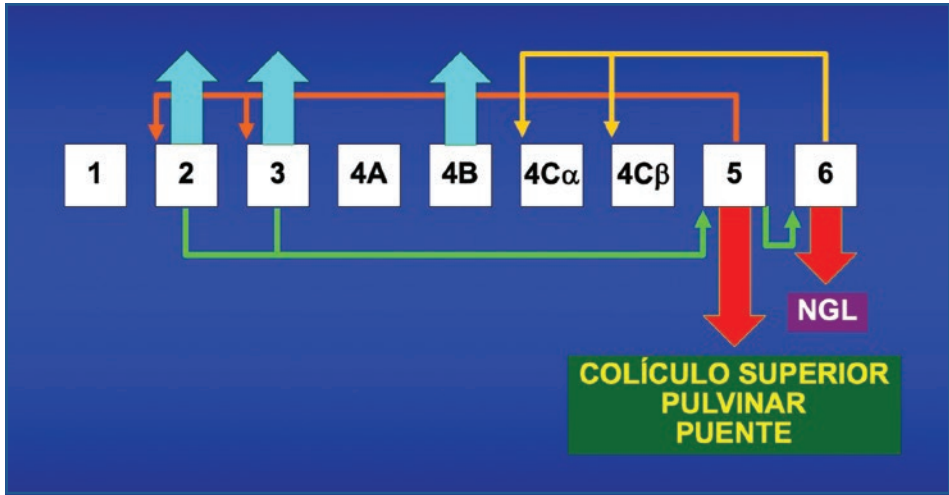 1 2 3 4A 4B 4Cα 4Cβ 5 6
NGL
COLÍCULO SUPERIOR
PULVINAR
PUENTE